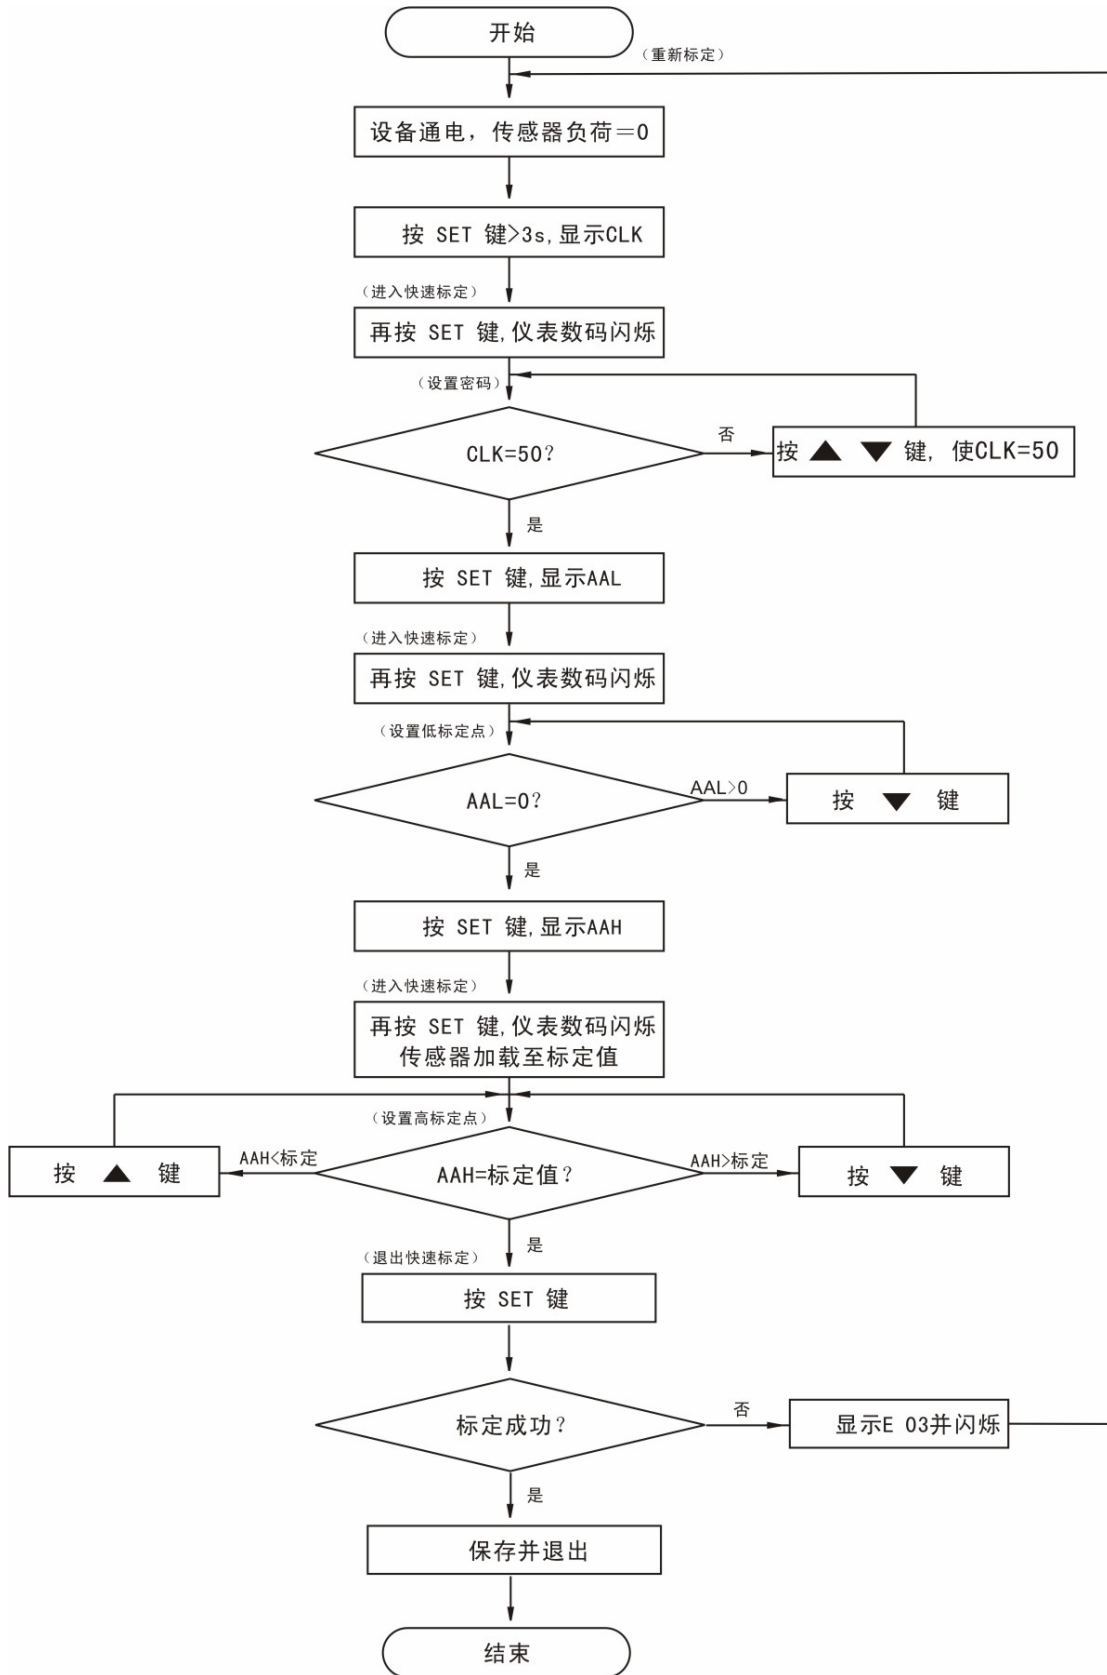 开始
（重新标定）
设备通电，传感器负荷＝0
按 SET 键>3s,显示CLK
（进入快速标定）
再按 SET 键,仪表数码闪烁
（设置密码）
CLK=50?
否
按 ▲ ▼ 键，使CLK=50
是
按 SET 键,显示AAL
（进入快速标定）
再按 SET 键,仪表数码闪烁
（设置低标定点）
AAL=0?
AAL>0
按 ▼ 键
是
按 SET 键,显示AAH
（进入快速标定）
再按 SET 键,仪表数码闪烁
传感器加载至标定值
（设置高标定点）
按 ▲ 键
AAH<标定
AAH=标定值?
AAH>标定
按 ▼ 键
是
（退出快速标定）
按 SET 键
标定成功?
否
显示E 03并闪烁
是
保存并退出
结束